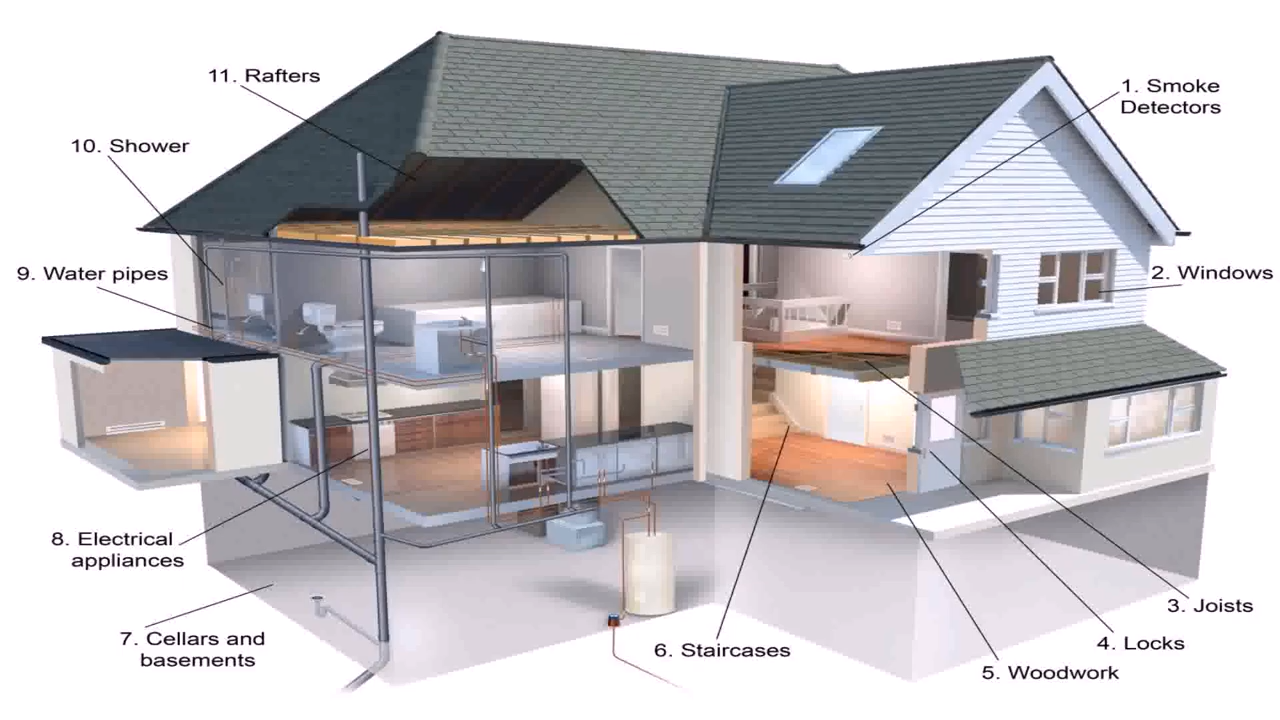 1. Smoke
Detectors
2. Windows
3. Joists
4. Locks
5. Woodwork
6. Staircases
7. Cellars and
basements
8. Electrical
appliances
9. Water pipes
10. Shower
11. Rafters